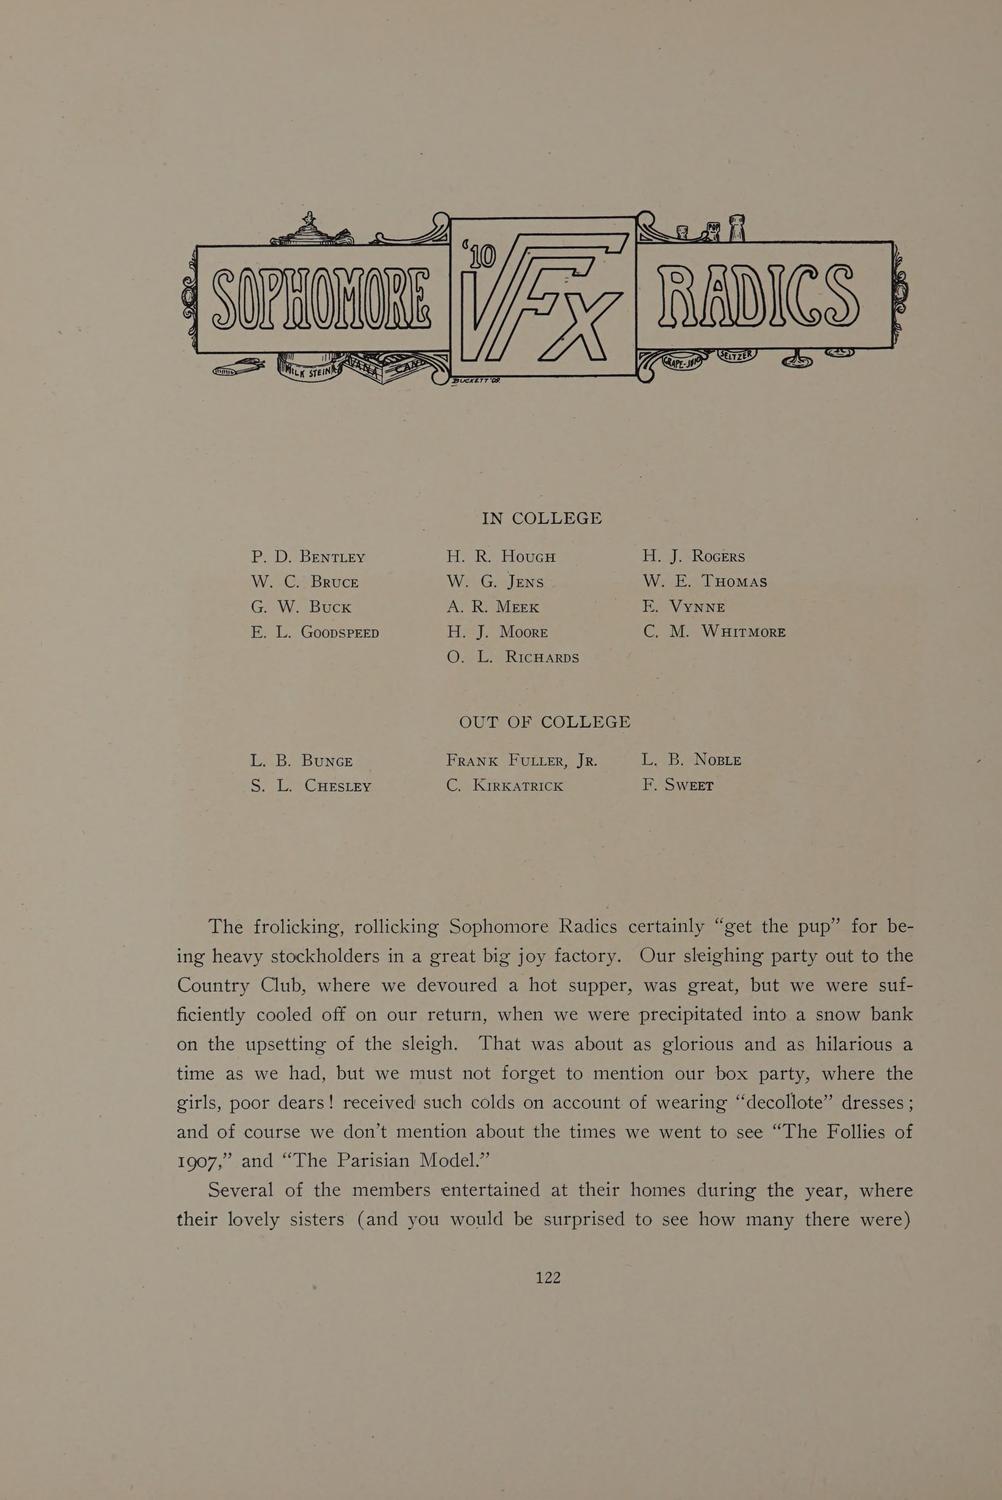 SOPHOMORE '10 √Fx RADICS
POP
MILK STEIN
CAND
GRAPE-JUICE
SELTZER
IN COLLEGE
P. D. BENTLEY H. R. HOUGH H. J. ROGERS
W. C. BRUCE W. G. JENS W. E. THOMAS
G. W. BUCK A. R. MEEK E. VYNNE
E. L. GOODSPEED H. J. MOORE C. M. WHITMORE
O. L. RICHARDS
OUT OF COLLEGE
L. B. BUNGE FRANK FULLER, JR. L. B. NOBLE
S. L. CHESLEY C. KIRKATRICK F. SWEET
The frolicking, rollicking Sophomore Radics certainly “get the pup” for be-
ing heavy stockholders in a great big joy factory. Our sleighing party out to the
Country Club, where we devoured a hot supper, was great, but we were suf-
ficiently cooled off on our return, when we were precipitated into a snow bank
on the upsetting of the sleigh. That was about as glorious and as hilarious a
time as we had, but we must not forget to mention our box party, where the
girls, poor dears! received such colds on account of wearing “decollote” dresses;
and of course we don't mention about the times we went to see “The Follies of
1907,” and “The Parisian Model.”
Several of the members entertained at their homes during the year, where
their lovely sisters (and you would be surprised to see how many there were)
122